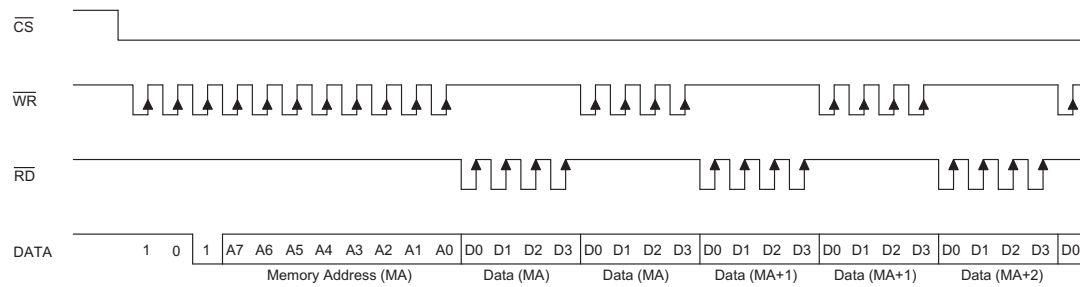 CS
WR
RD
DATA 1 0 1 A7 A6 A5 A4 A3 A2 A1 A0 D0 D1 D2 D3 D0 D1 D2 D3 D0 D1 D2 D3 D0 D1 D2 D3 D0 D1 D2 D3 D0
Memory Address (MA) Data (MA) Data (MA) Data (MA+1) Data (MA+1) Data (MA+2)